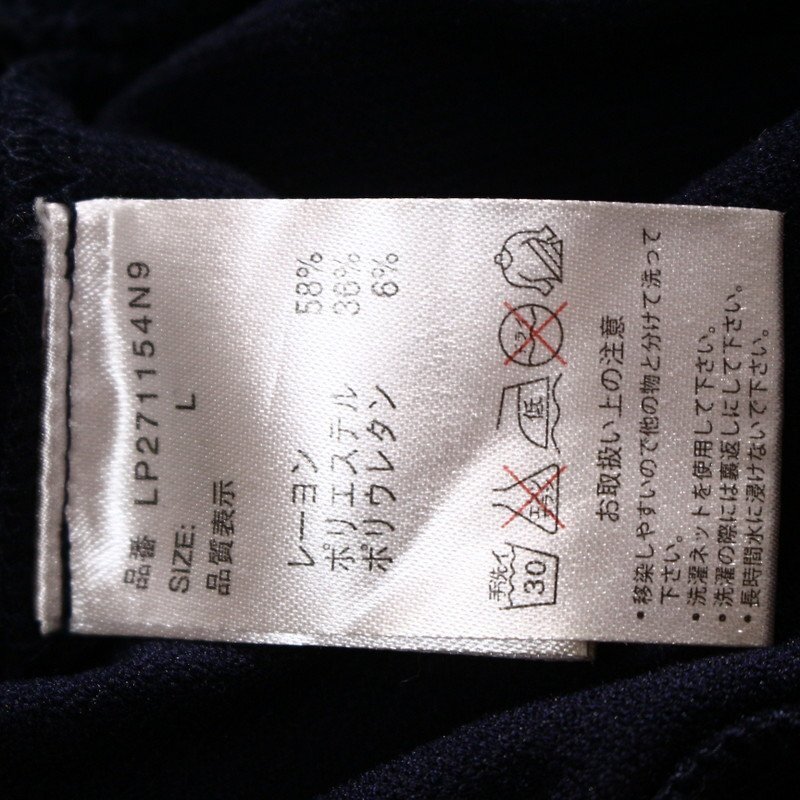 品番 LP271154N9
SIZE: L
品質表示
レーヨン 58%
ポリエステル 36%
ポリウレタン 6%
手洗イ
30
エンソ
低
お取扱い上の注意
・移染しやすいので他の物と分けて洗って
下さい。
・洗濯ネットを使用して下さい。
・洗濯の際には裏返しにして下さい。
・長時間水に浸けないで下さい。